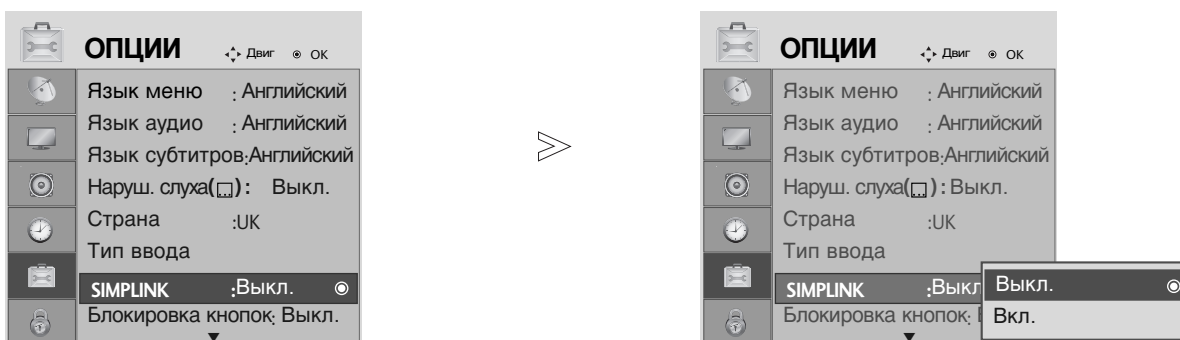 ОПЦИИ Двиг ОК
Язык меню : Английский
Язык аудио : Английский
Язык субтитров:Английский
Наруш. слуха( ): Выкл.
Страна :UK
Тип ввода
SIMPLINK :Выкл.
Блокировка кнопок: Выкл.
ОПЦИИ Двиг ОК
Язык меню : Английский
Язык аудио : Английский
Язык субтитров:Английский
Наруш. слуха( ): Выкл.
Страна :UK
Тип ввода
SIMPLINK :Выкл
Блокировка кнопок:
Выкл.
Вкл.